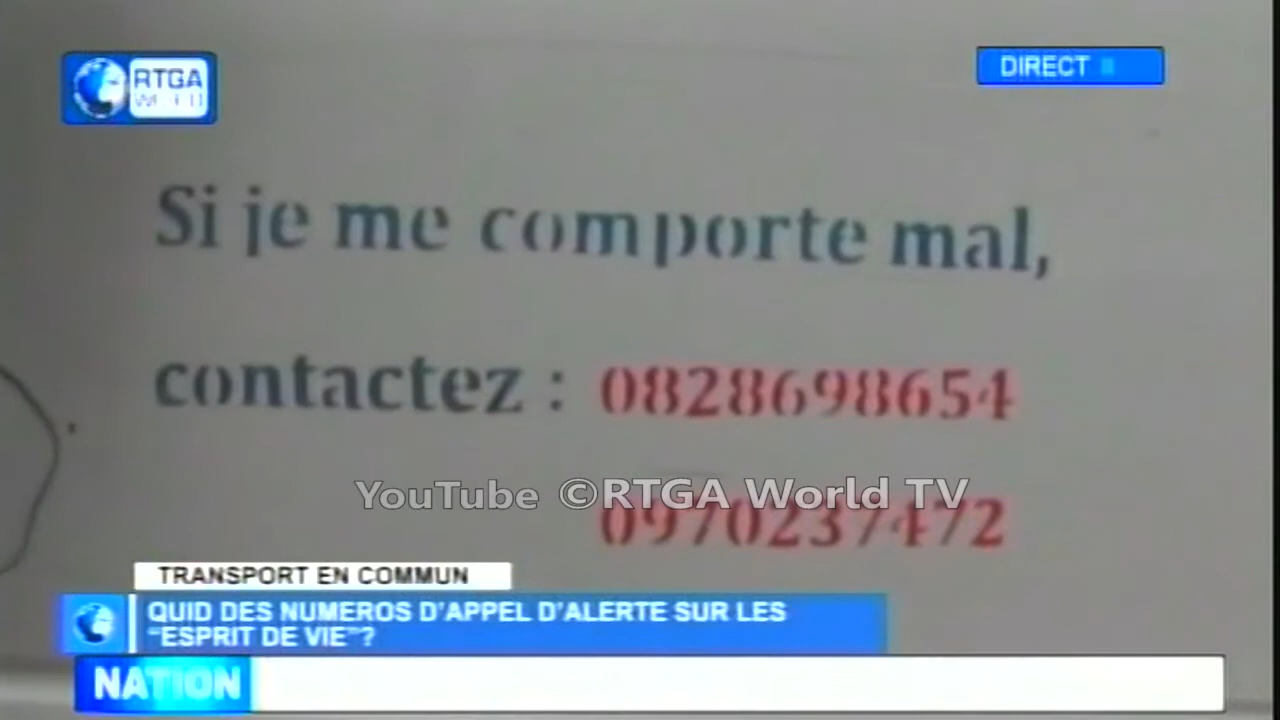 RTGA
WORLD
DIRECT
Si je me comporte mal,
contactez : 0828698654
YouTube ©RTGA World TV
0970237472
TRANSPORT EN COMMUN
QUID DES NUMEROS D'APPEL D'ALERTE SUR LES
"ESPRIT DE VIE"?
NATION